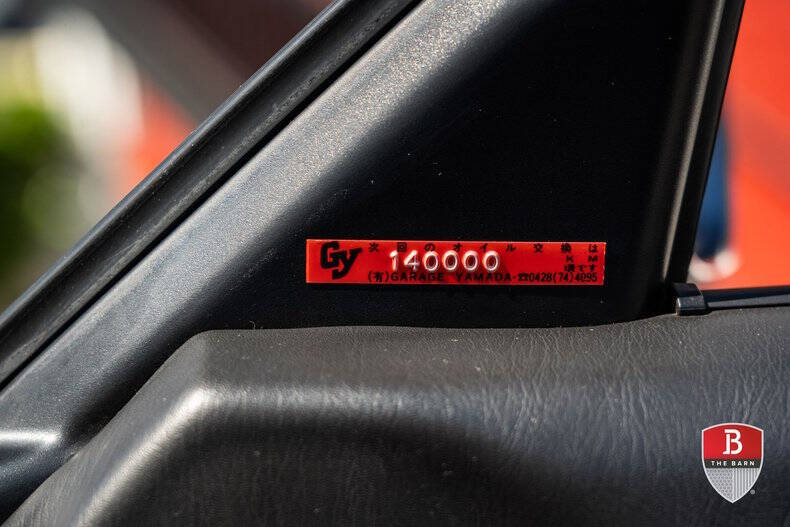 Gy
次回のオイル交換は
140000
KM
頃です
(有)GARAGE YAMADA・☎0428(74)4095
B
THE BARN